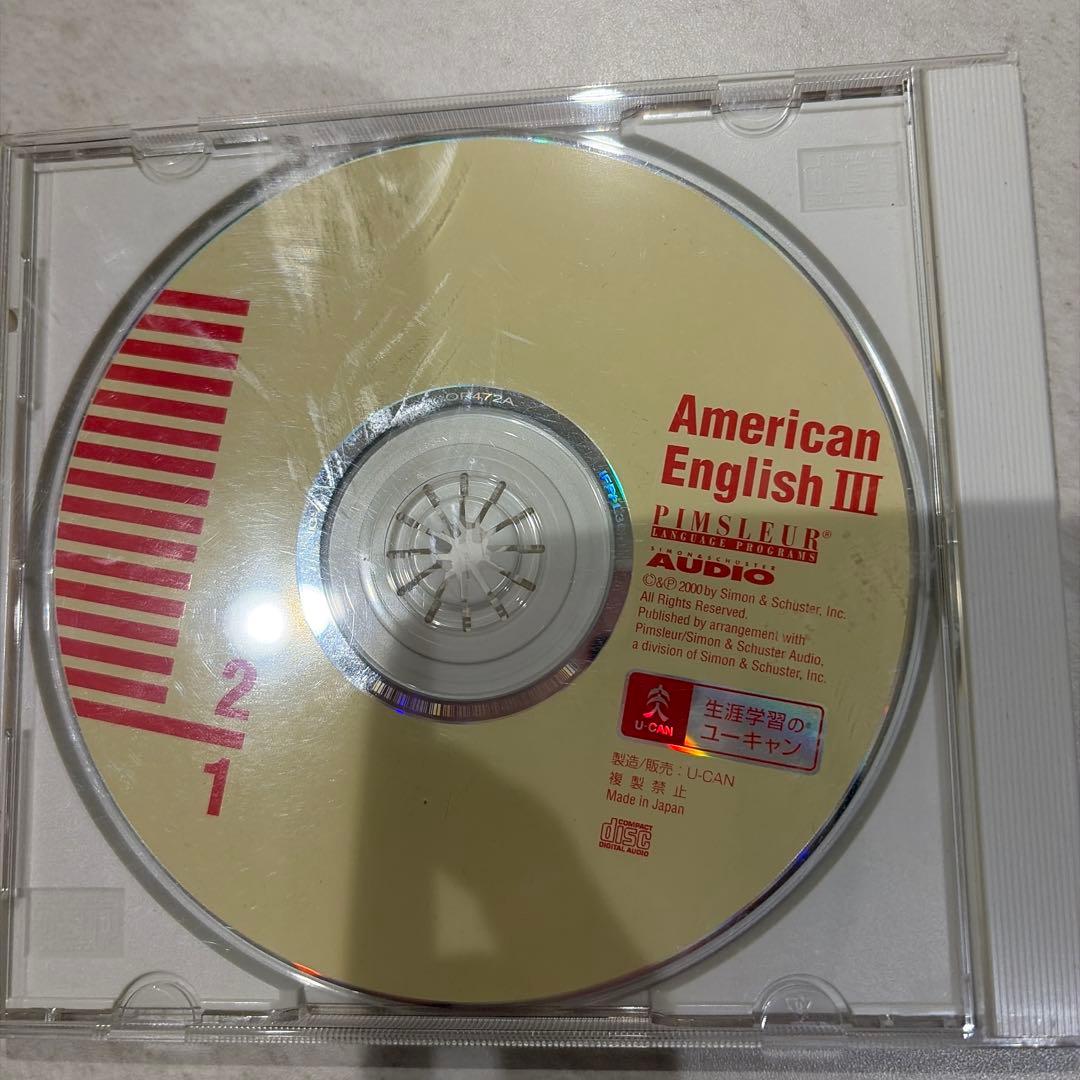 American
English III
PIMSLEUR®
LANGUAGE PROGRAMS
SIMON & SCHUSTER
AUDIO
©&℗ 2000 by Simon & Schuster, Inc.
All Rights Reserved.
Published by arrangement with
Pimsleur/Simon & Schuster Audio,
a division of Simon & Schuster, Inc.
U-CAN
生涯学習の
ユーキャン
製造/販売：U-CAN
複製禁止
Made in Japan
COMPACT
disc
DIGITAL AUDIO
2
1